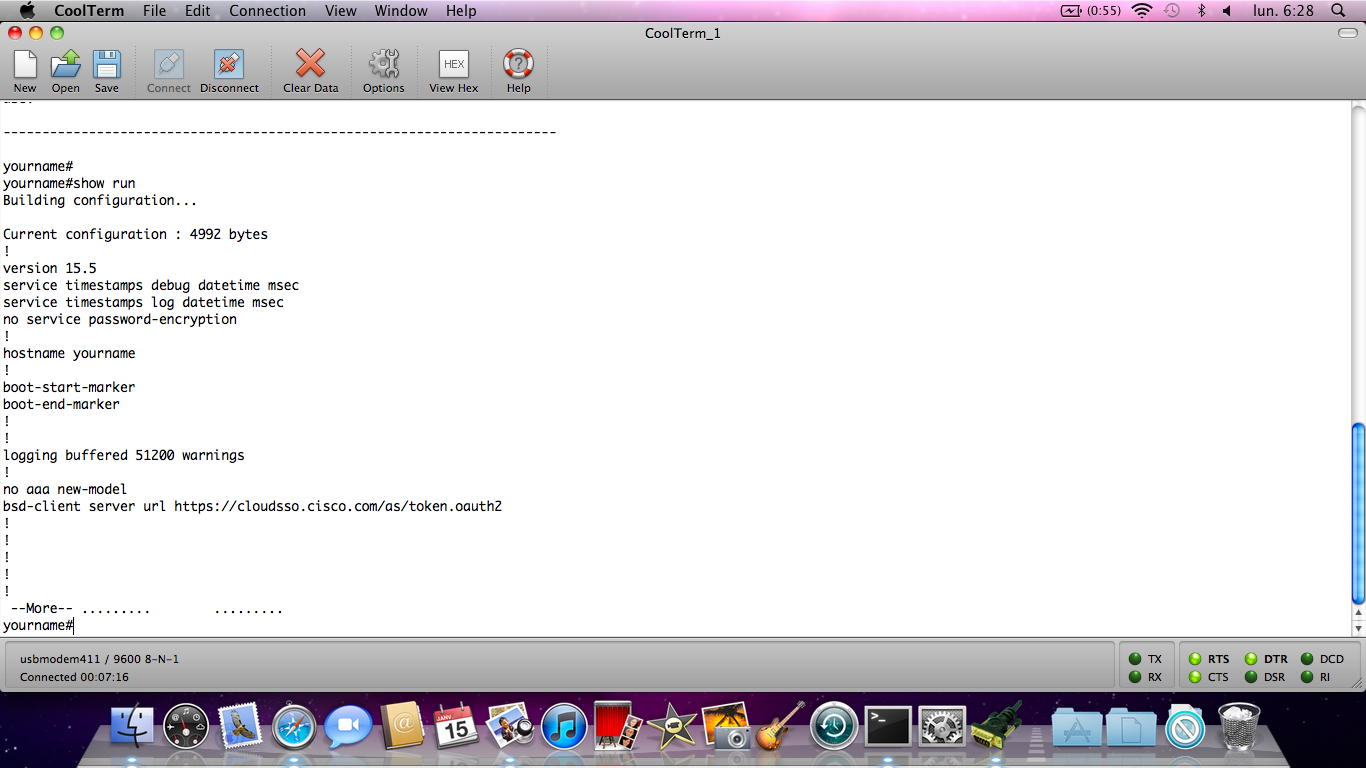 CoolTerm File Edit Connection View Window Help (0:55) lun. 6:28
CoolTerm_1
New Open Save Connect Disconnect Clear Data Options HEX View Hex Help
----------------------------------------------------------------------
yourname#
yourname#show run
Building configuration...
Current configuration : 4992 bytes
!
version 15.5
service timestamps debug datetime msec
service timestamps log datetime msec
no service password-encryption
!
hostname yourname
!
boot-start-marker
boot-end-marker
!
!
logging buffered 51200 warnings
!
no aaa new-model
bsd-client server url https://cloudsso.cisco.com/as/token.oauth2
!
!
!
!
!
 --More-- .........        .........
yourname#
usbmodem411 / 9600 8-N-1
Connected 00:07:16
TX RTS DTR DCD
RX CTS DSR RI
JANV.
15